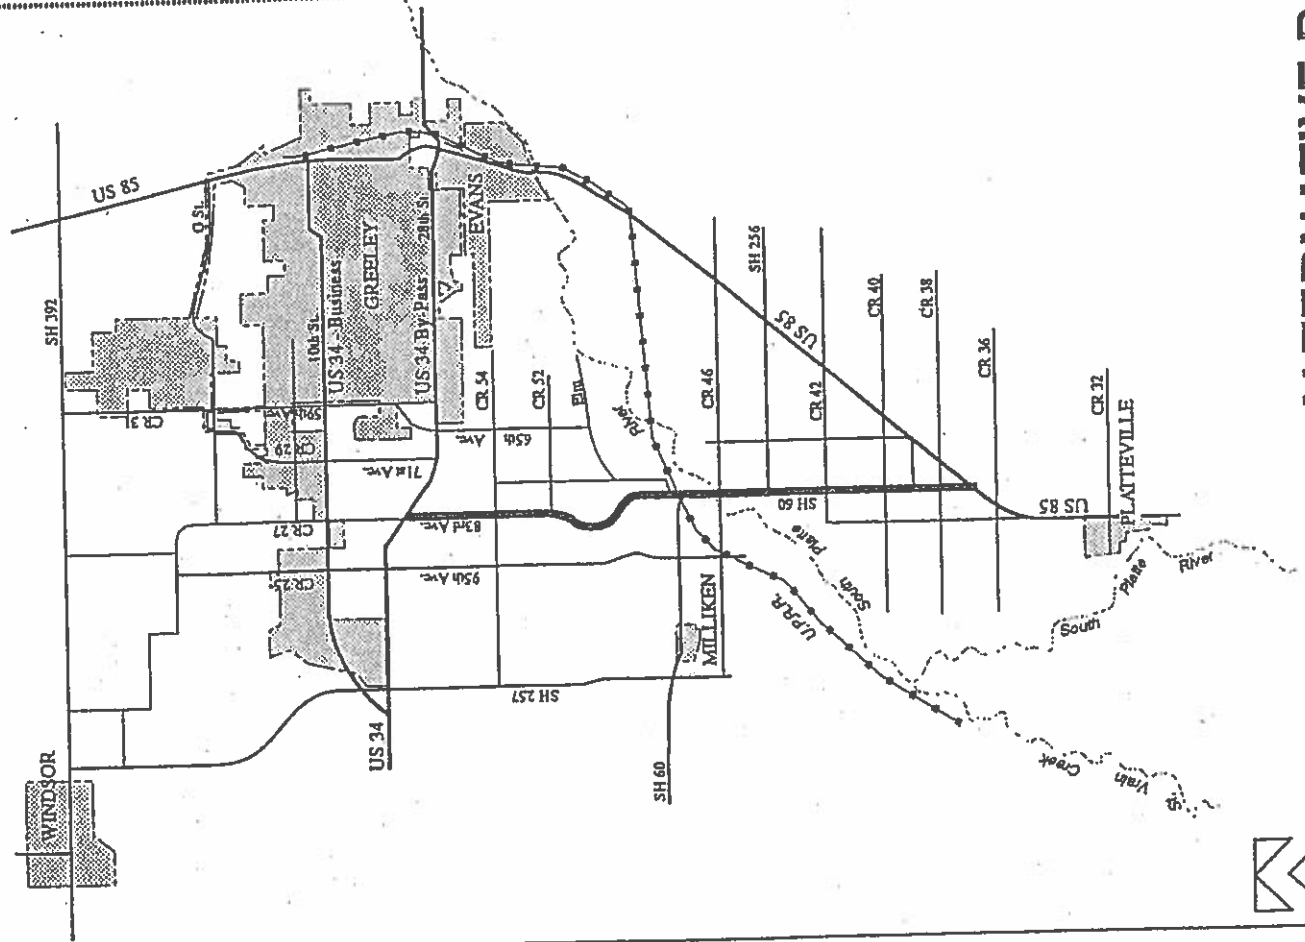 SH 392
US 85
O St.
WINDSOR
CR 31
59th Ave.
CR 29
71st Ave.
CR 27
83rd Ave.
CR 25
95th Ave.
SH 257
10th St.
US 34 - Business
GREELEY
US 34 By-Pass
28th St.
EVANS
CR 54
65th Ave.
CR 52
US 34
SH 60
MILLIKEN
River
CR 46
SH 256
US 85
CR 42
CR 40
CR 38
CR 36
CR 32
SH 60
US 85
PLATTEVILLE
U.P.R.R.
South Platte
South Platte River
St. Vrain Creek